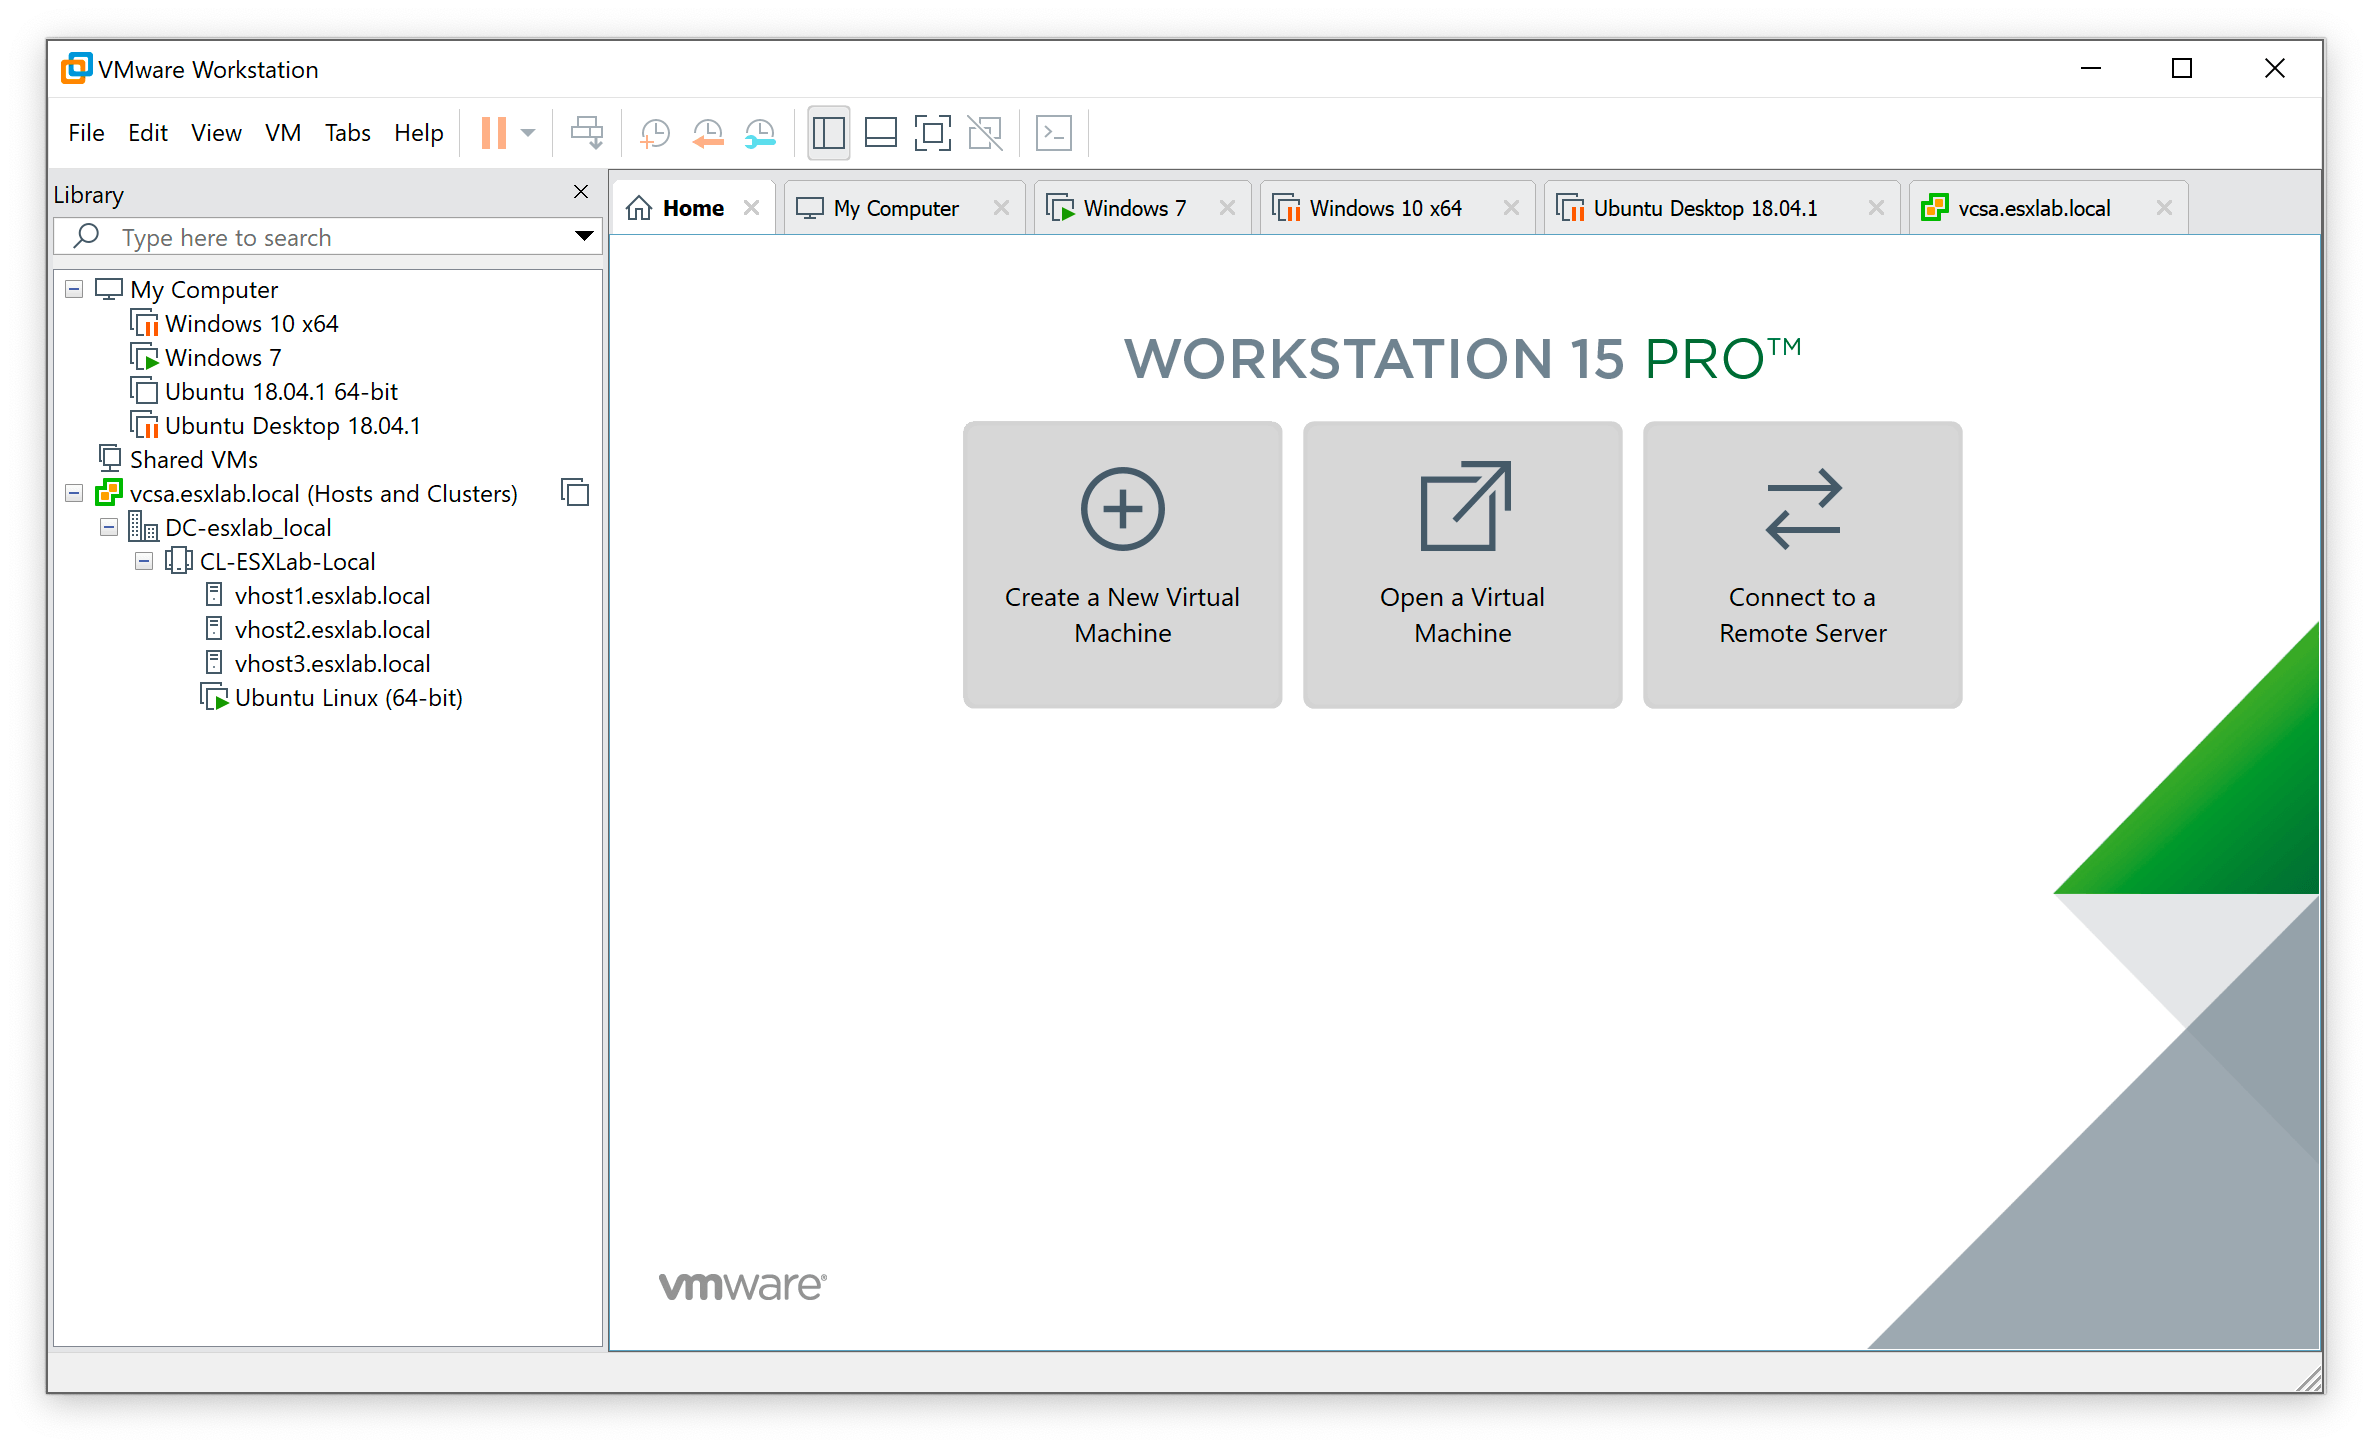 VMware Workstation
File Edit View VM Tabs Help
Library
Type here to search
My Computer
Windows 10 x64
Windows 7
Ubuntu 18.04.1 64-bit
Ubuntu Desktop 18.04.1
Shared VMs
vcsa.esxlab.local (Hosts and Clusters)
DC-esxlab_local
CL-ESXLab-Local
vhost1.esxlab.local
vhost2.esxlab.local
vhost3.esxlab.local
Ubuntu Linux (64-bit)
Home My Computer Windows 7 Windows 10 x64 Ubuntu Desktop 18.04.1 vcsa.esxlab.local
WORKSTATION 15 PRO™
Create a New Virtual
Machine
Open a Virtual
Machine
Connect to a
Remote Server
vmware®